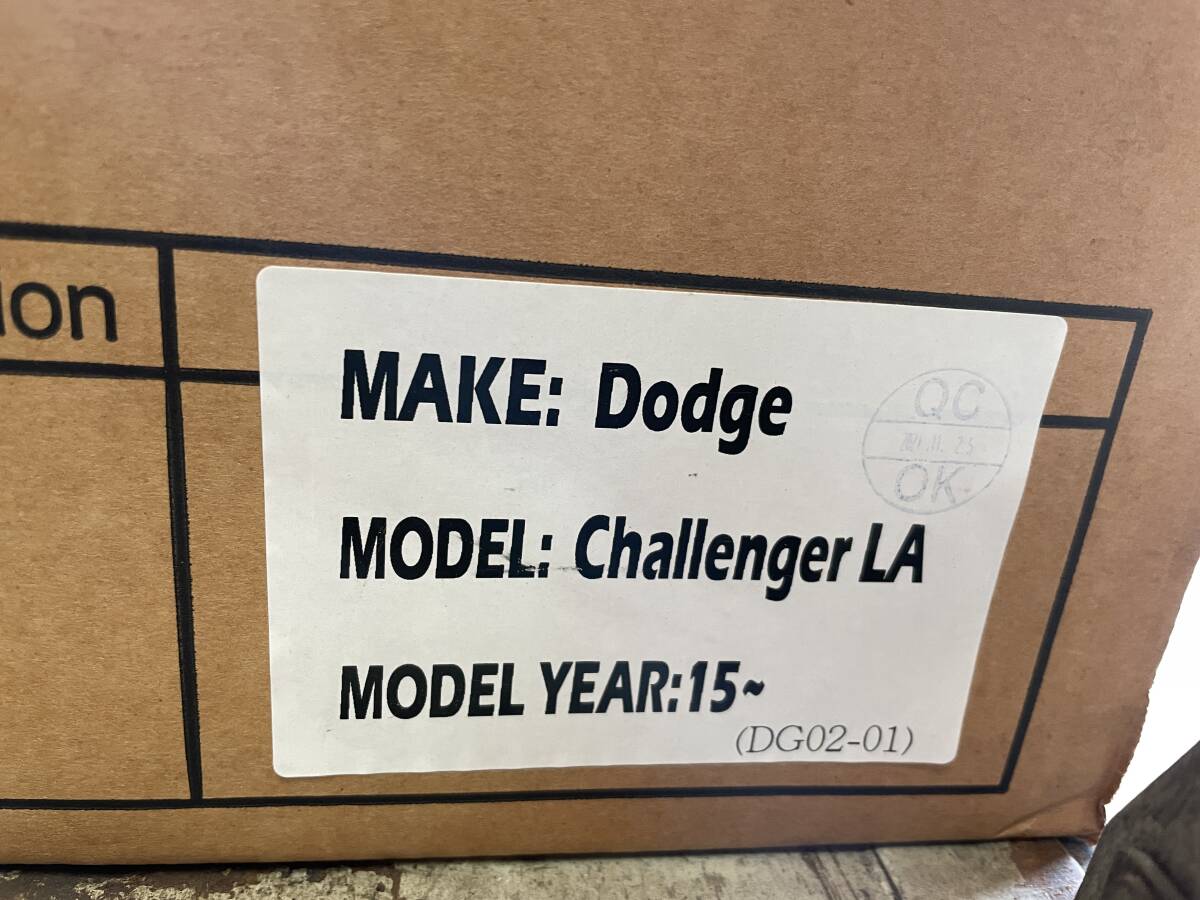 ion
MAKE: Dodge
QC
OK
MODEL: Challenger LA
MODEL YEAR:15~
(DG02-01)